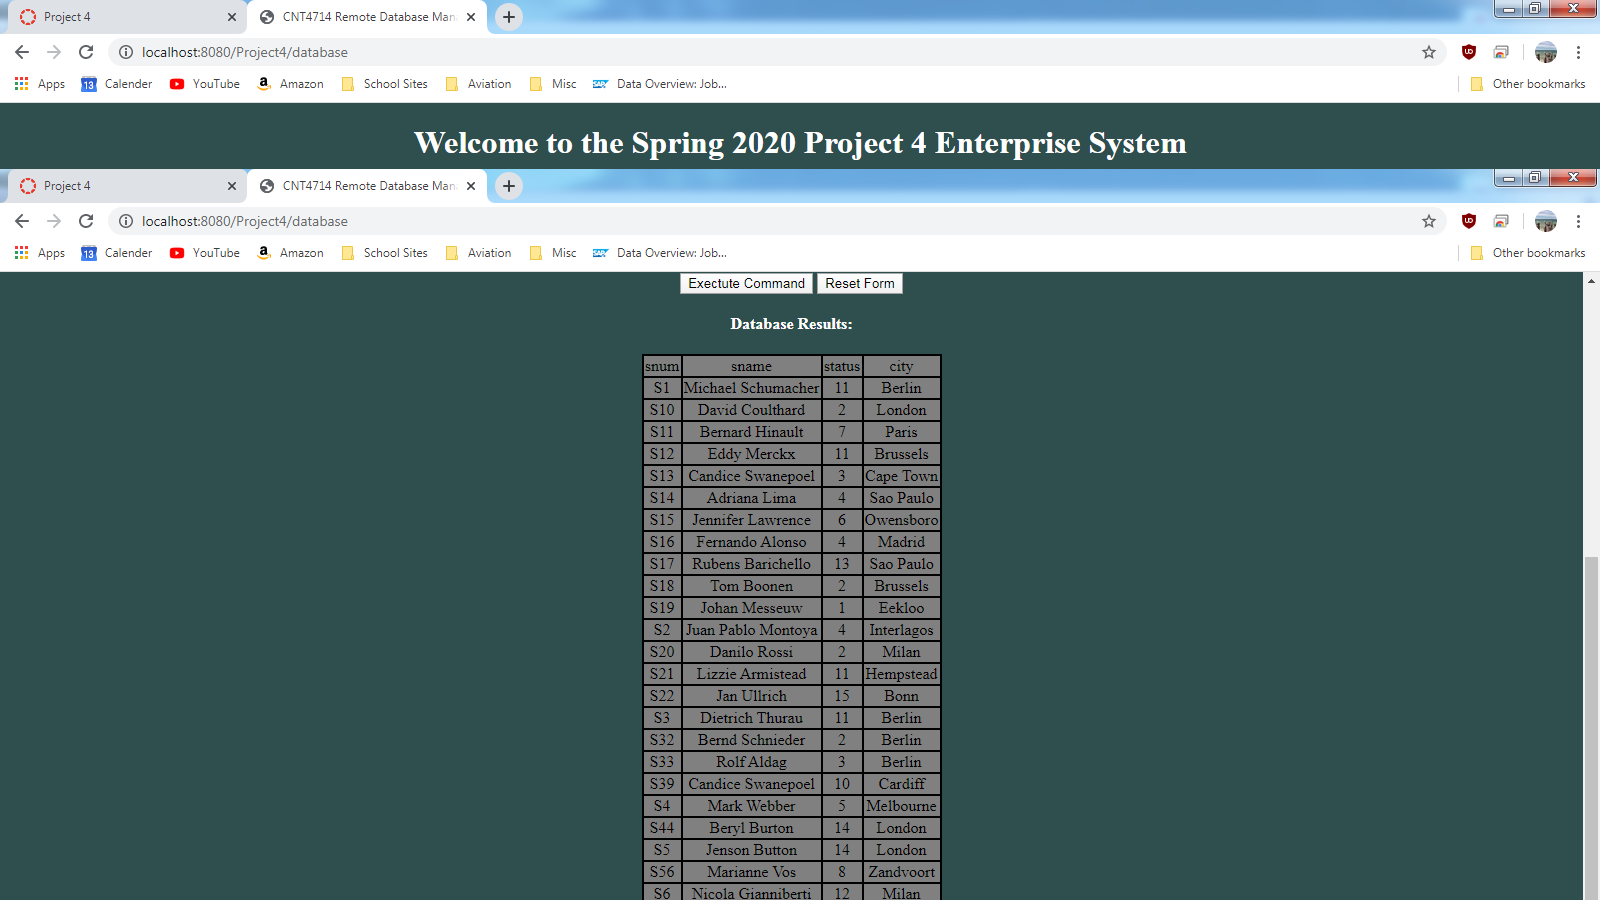 Project 4
CNT4714 Remote Database Man
localhost:8080/Project4/database
Apps Calender YouTube Amazon School Sites Aviation Misc Data Overview: Job... Other bookmarks
Welcome to the Spring 2020 Project 4 Enterprise System
Project 4
CNT4714 Remote Database Man
localhost:8080/Project4/database
Apps Calender YouTube Amazon School Sites Aviation Misc Data Overview: Job... Other bookmarks
Exectute Command Reset Form
Database Results:
snum sname status city
S1 Michael Schumacher 11 Berlin
S10 David Coulthard 2 London
S11 Bernard Hinault 7 Paris
S12 Eddy Merckx 11 Brussels
S13 Candice Swanepoel 3 Cape Town
S14 Adriana Lima 4 Sao Paulo
S15 Jennifer Lawrence 6 Owensboro
S16 Fernando Alonso 4 Madrid
S17 Rubens Barichello 13 Sao Paulo
S18 Tom Boonen 2 Brussels
S19 Johan Messeuw 1 Eekloo
S2 Juan Pablo Montoya 4 Interlagos
S20 Danilo Rossi 2 Milan
S21 Lizzie Armistead 11 Hempstead
S22 Jan Ullrich 15 Bonn
S3 Dietrich Thurau 11 Berlin
S32 Bernd Schnieder 2 Berlin
S33 Rolf Aldag 3 Berlin
S39 Candice Swanepoel 10 Cardiff
S4 Mark Webber 5 Melbourne
S44 Beryl Burton 14 London
S5 Jenson Button 14 London
S56 Marianne Vos 8 Zandvoort
S6 Nicola Gianniberti 12 Milan